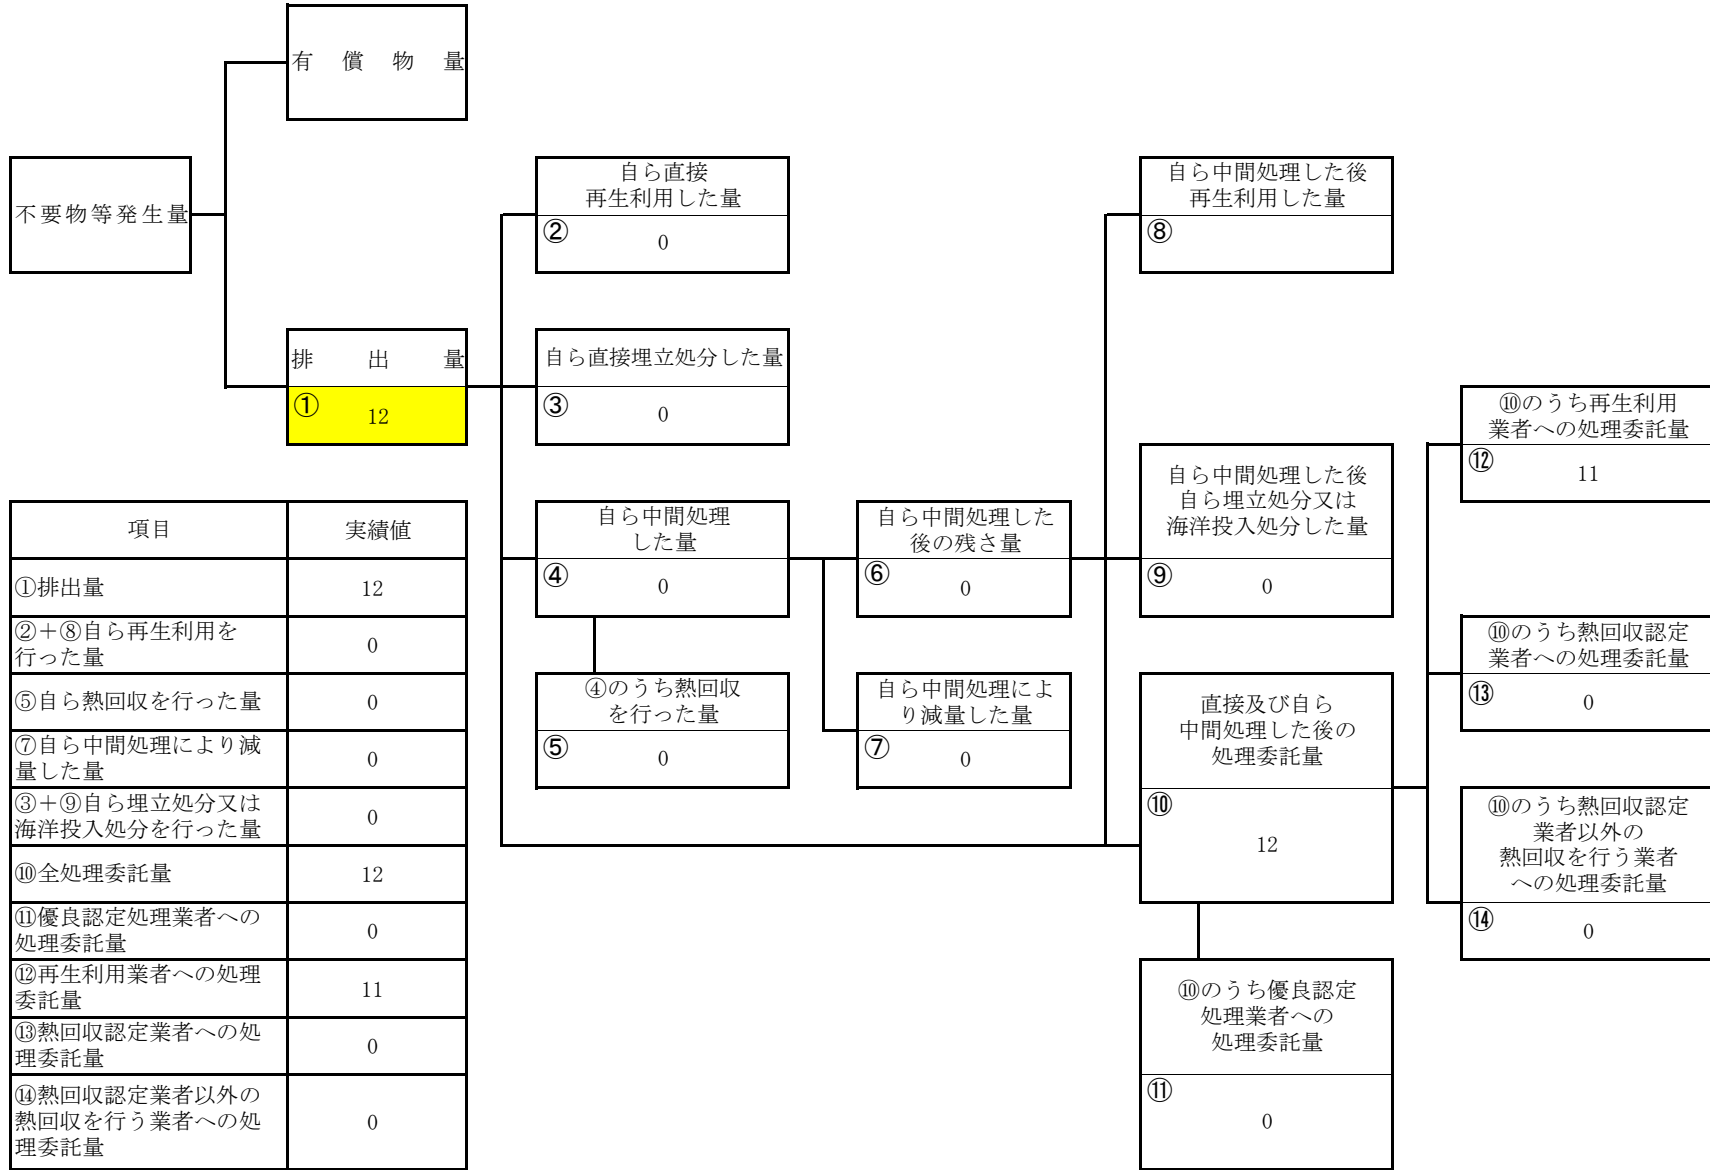 有償物量
不要物等発生量
自ら直接
再生利用した量
②
0
自ら中間処理した後
再生利用した量
⑧
排出量
①
12
自ら直接埋立処分した量
③
0
⑩のうち再生利用
業者への処理委託量
⑫
11
自ら中間処理
した量
④
0
自ら中間処理した
後の残さ量
⑥
0
自ら中間処理した後
自ら埋立処分又は
海洋投入処分した量
⑨
0
⑩のうち熱回収認定
業者への処理委託量
⑬
0
④のうち熱回収
を行った量
⑤
0
自ら中間処理によ
り減量した量
⑦
0
直接及び自ら
中間処理した後の
処理委託量
⑩
12
⑩のうち熱回収認定
業者以外の
熱回収を行う業者
への処理委託量
⑭
0
⑩のうち優良認定
処理業者への
処理委託量
⑪
0
項目 実績値
①排出量 12
②＋⑧自ら再生利用を
行った量 0
⑤自ら熱回収を行った量 0
⑦自ら中間処理により減
量した量 0
③＋⑨自ら埋立処分又は
海洋投入処分を行った量 0
⑩全処理委託量 12
⑪優良認定処理業者への
処理委託量 0
⑫再生利用業者への処理
委託量 11
⑬熱回収認定業者への処
理委託量 0
⑭熱回収認定業者以外の
熱回収を行う業者への処
理委託量 0